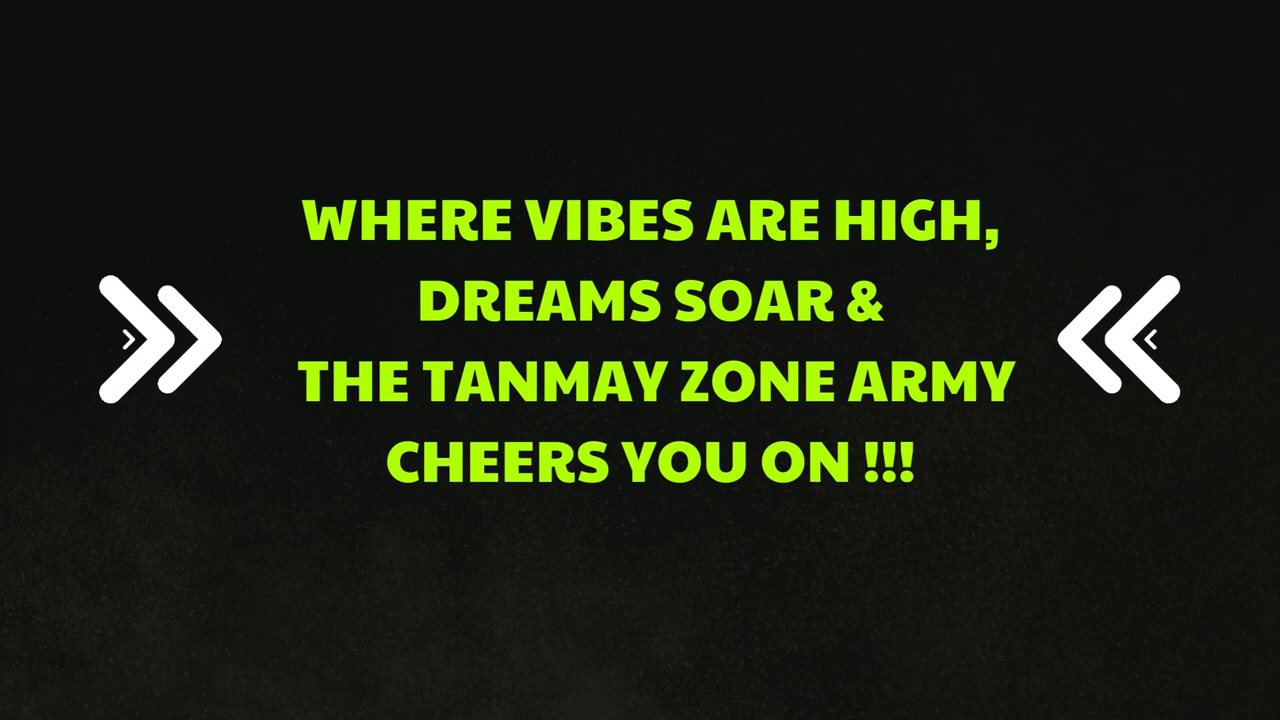 WHERE VIBES ARE HIGH,
DREAMS SOAR &
THE TANMAY ZONE ARMY
CHEERS YOU ON !!!